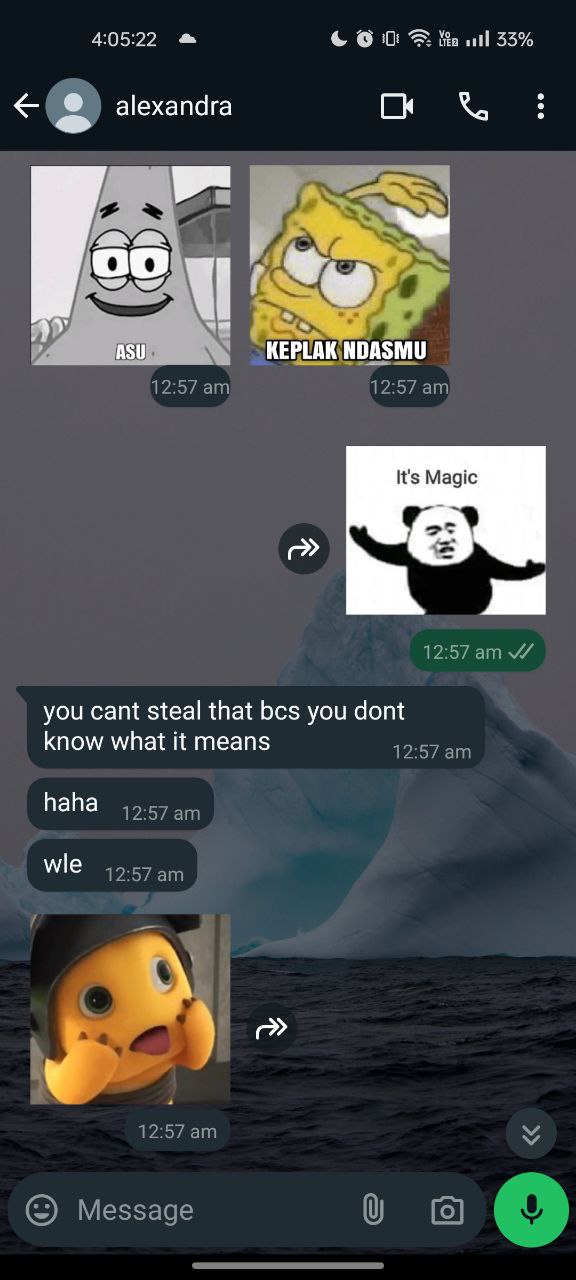 4:05:22
Vo
LTE2
33%
alexandra
ASU
KEPLAK NDASMU
12:57 am
12:57 am
It's Magic
12:57 am
you cant steal that bcs you dont
know what it means
12:57 am
haha
12:57 am
wle
12:57 am
12:57 am
Message